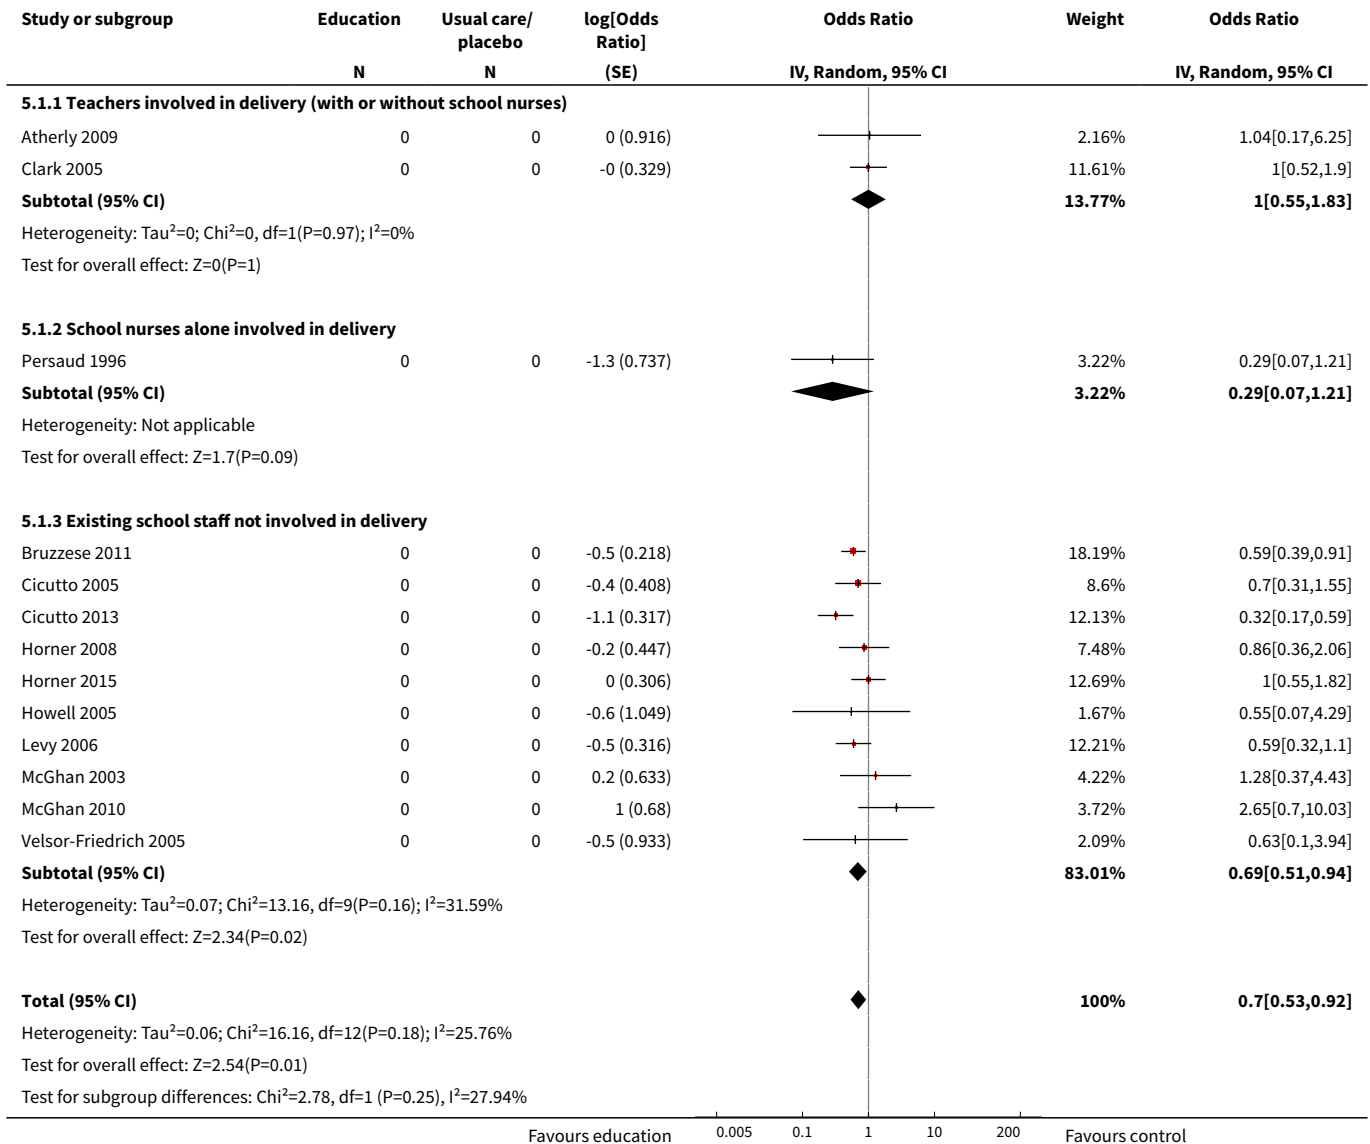 Study or subgroup Education Usual care/ log[Odds Odds Ratio Weight Odds Ratio
placebo Ratio]
N N (SE) IV, Random, 95% CI IV, Random, 95% CI
5.1.1 Teachers involved in delivery (with or without school nurses)
Atherly 2009 0 0 0 (0.916) 2.16% 1.04[0.17,6.25]
Clark 2005 0 0 -0 (0.329) 11.61% 1[0.52,1.9]
Subtotal (95% CI) 13.77% 1[0.55,1.83]
Heterogeneity: Tau²=0; Chi²=0, df=1(P=0.97); I²=0%
Test for overall effect: Z=0(P=1)
5.1.2 School nurses alone involved in delivery
Persaud 1996 0 0 -1.3 (0.737) 3.22% 0.29[0.07,1.21]
Subtotal (95% CI) 3.22% 0.29[0.07,1.21]
Heterogeneity: Not applicable
Test for overall effect: Z=1.7(P=0.09)
5.1.3 Existing school staff not involved in delivery
Bruzzese 2011 0 0 -0.5 (0.218) 18.19% 0.59[0.39,0.91]
Cicutto 2005 0 0 -0.4 (0.408) 8.6% 0.7[0.31,1.55]
Cicutto 2013 0 0 -1.1 (0.317) 12.13% 0.32[0.17,0.59]
Horner 2008 0 0 -0.2 (0.447) 7.48% 0.86[0.36,2.06]
Horner 2015 0 0 0 (0.306) 12.69% 1[0.55,1.82]
Howell 2005 0 0 -0.6 (1.049) 1.67% 0.55[0.07,4.29]
Levy 2006 0 0 -0.5 (0.316) 12.21% 0.59[0.32,1.1]
McGhan 2003 0 0 0.2 (0.633) 4.22% 1.28[0.37,4.43]
McGhan 2010 0 0 1 (0.68) 3.72% 2.65[0.7,10.03]
Velsor-Friedrich 2005 0 0 -0.5 (0.933) 2.09% 0.63[0.1,3.94]
Subtotal (95% CI) 83.01% 0.69[0.51,0.94]
Heterogeneity: Tau²=0.07; Chi²=13.16, df=9(P=0.16); I²=31.59%
Test for overall effect: Z=2.34(P=0.02)
Total (95% CI) 100% 0.7[0.53,0.92]
Heterogeneity: Tau²=0.06; Chi²=16.16, df=12(P=0.18); I²=25.76%
Test for overall effect: Z=2.54(P=0.01)
Test for subgroup differences: Chi²=2.78, df=1 (P=0.25), I²=27.94%
Favours education 0.005 0.1 1 10 200 Favours control